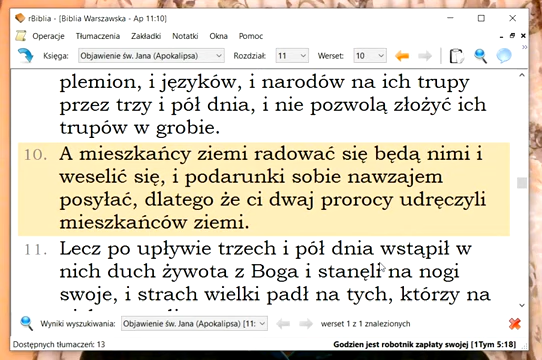 rBiblia - [Biblia Warszawska - Ap 11:10]
Operacje Tłumaczenia Zakładki Notatki Okna Pomoc
Księga: Objawienie św. Jana (Apokalipsa) Rozdział: 11 Werset: 10
plemion, i języków, i narodów na ich trupy
przez trzy i pół dnia, i nie pozwolą złożyć ich
trupów w grobie.
10. A mieszkańcy ziemi radować się będą nimi i
weselić się, i podarunki sobie nawzajem
posyłać, dlatego że ci dwaj prorocy udręczyli
mieszkańców ziemi.
11. Lecz po upływie trzech i pół dnia wstąpił w
nich duch żywota z Boga i stanęli na nogi
swoje, i strach wielki padł na tych, którzy na
Wyniki wyszukiwania: Objawienie św. Jana (Apokalipsa) [11: werset 1 z 1 znalezionych
Dostępnych tłumaczeń: 13 Godzien jest robotnik zapłaty swojej [1Tym 5:18]